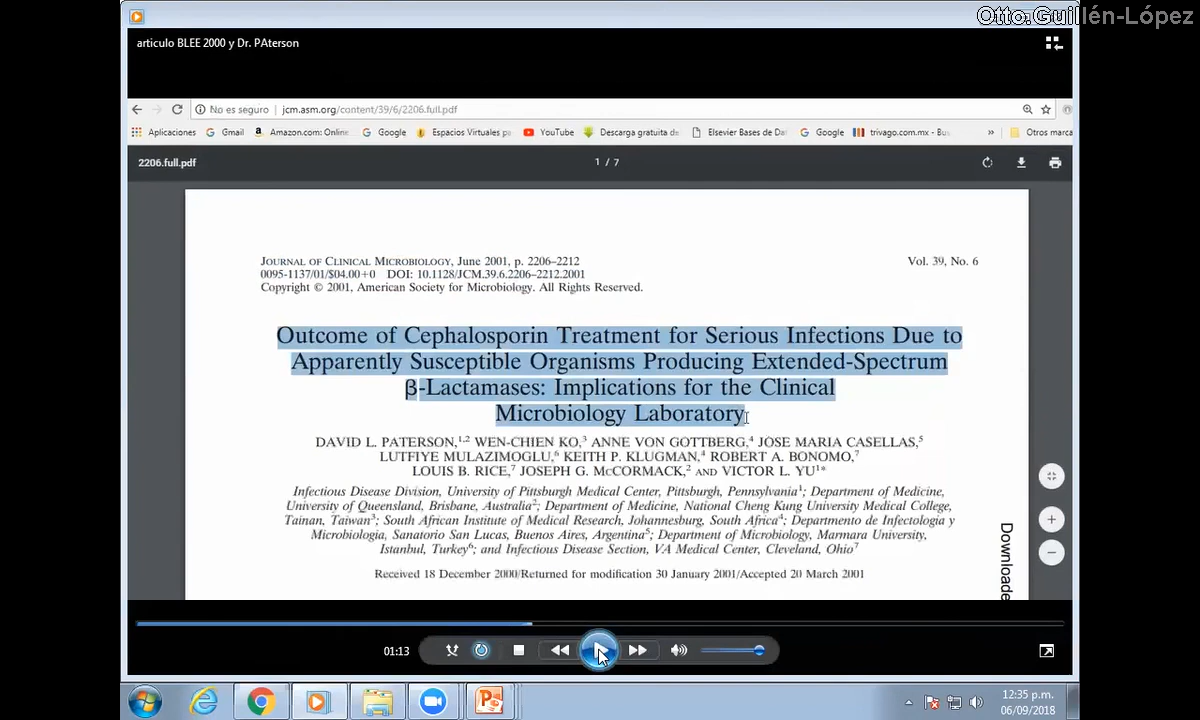 Otto.Guillén-López
articulo BLEE 2000 y Dr. PAterson
No es seguro | jcm.asm.org/content/39/6/2206.full.pdf
Aplicaciones Gmail Amazon.com: Online Google Espacios Virtuales pa YouTube Descarga gratuita de Elsevier Bases de Dat Google trivago.com.mx - Bus » Otros marca
2206.full.pdf 1 / 7
JOURNAL OF CLINICAL MICROBIOLOGY, June 2001, p. 2206–2212 Vol. 39, No. 6
0095-1137/01/$04.00+0 DOI: 10.1128/JCM.39.6.2206–2212.2001
Copyright © 2001, American Society for Microbiology. All Rights Reserved.
Outcome of Cephalosporin Treatment for Serious Infections Due to
Apparently Susceptible Organisms Producing Extended-Spectrum
β-Lactamases: Implications for the Clinical
Microbiology Laboratory
DAVID L. PATERSON,1,2 WEN-CHIEN KO,3 ANNE VON GOTTBERG,4 JOSE MARIA CASELLAS,5
LUTFIYE MULAZIMOGLU,6 KEITH P. KLUGMAN,4 ROBERT A. BONOMO,7
LOUIS B. RICE,7 JOSEPH G. McCORMACK,2 AND VICTOR L. YU1*
Infectious Disease Division, University of Pittsburgh Medical Center, Pittsburgh, Pennsylvania1; Department of Medicine,
University of Queensland, Brisbane, Australia2; Department of Medicine, National Cheng Kung University Medical College,
Tainan, Taiwan3; South African Institute of Medical Research, Johannesburg, South Africa4; Departmento de Infectologia y
Microbiologia, Sanatorio San Lucas, Buenos Aires, Argentina5; Department of Microbiology, Marmara University,
Istanbul, Turkey6; and Infectious Disease Section, VA Medical Center, Cleveland, Ohio7
Received 18 December 2000/Returned for modification 30 January 2001/Accepted 20 March 2001
Downloade
01:13
12:35 p.m.
06/09/2018